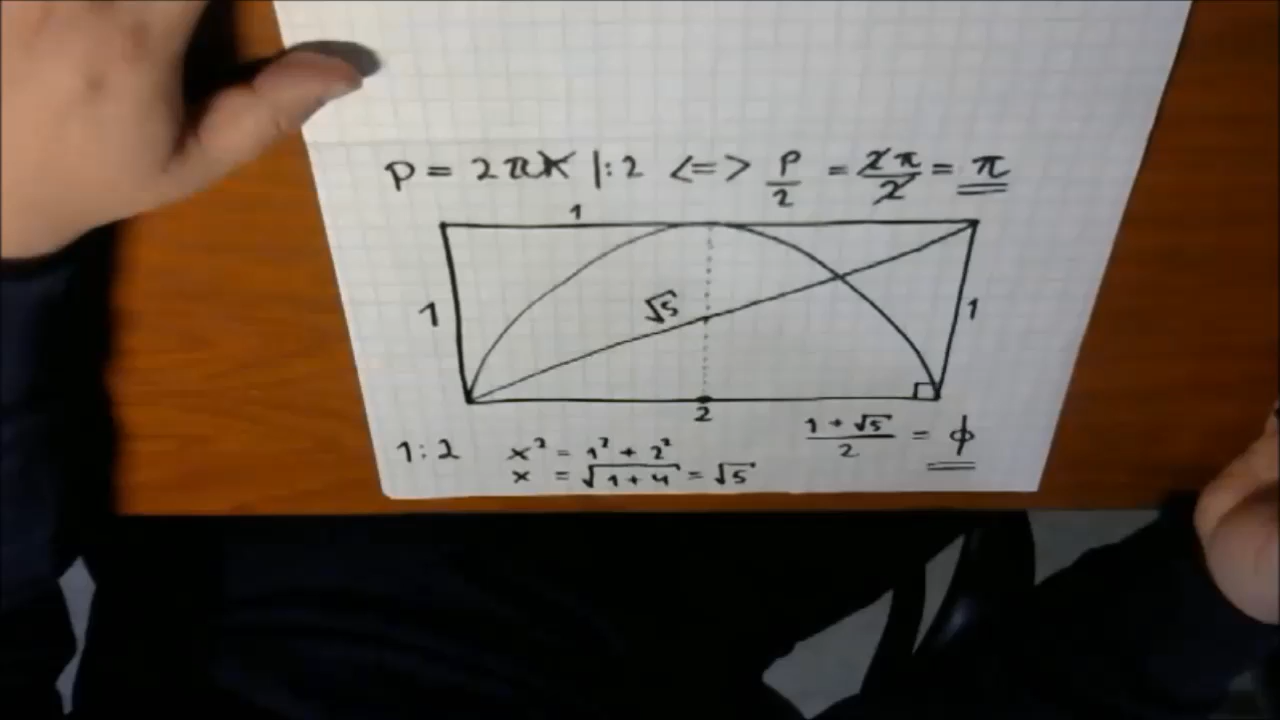 P = 2πr |:2 <=> P/2 = 2π/2 = π
1
√5
1
1
2
1:2
x² = 1² + 2²
x = √1+4 = √5
1+√5/2 = ϕ